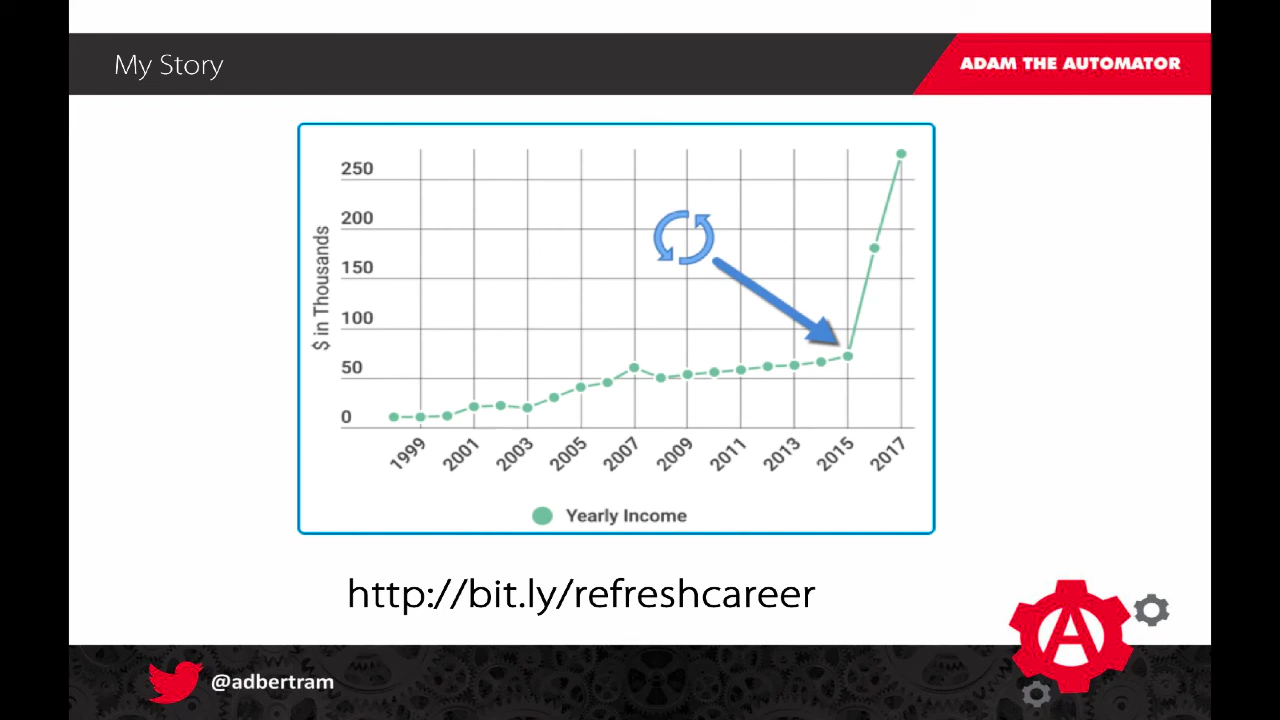 My Story
ADAM THE AUTOMATOR
250
200
150
100
50
0
$ in Thousands
1999
2001
2003
2005
2007
2009
2011
2013
2015
2017
Yearly Income
http://bit.ly/refreshcareer
A
@adbertram